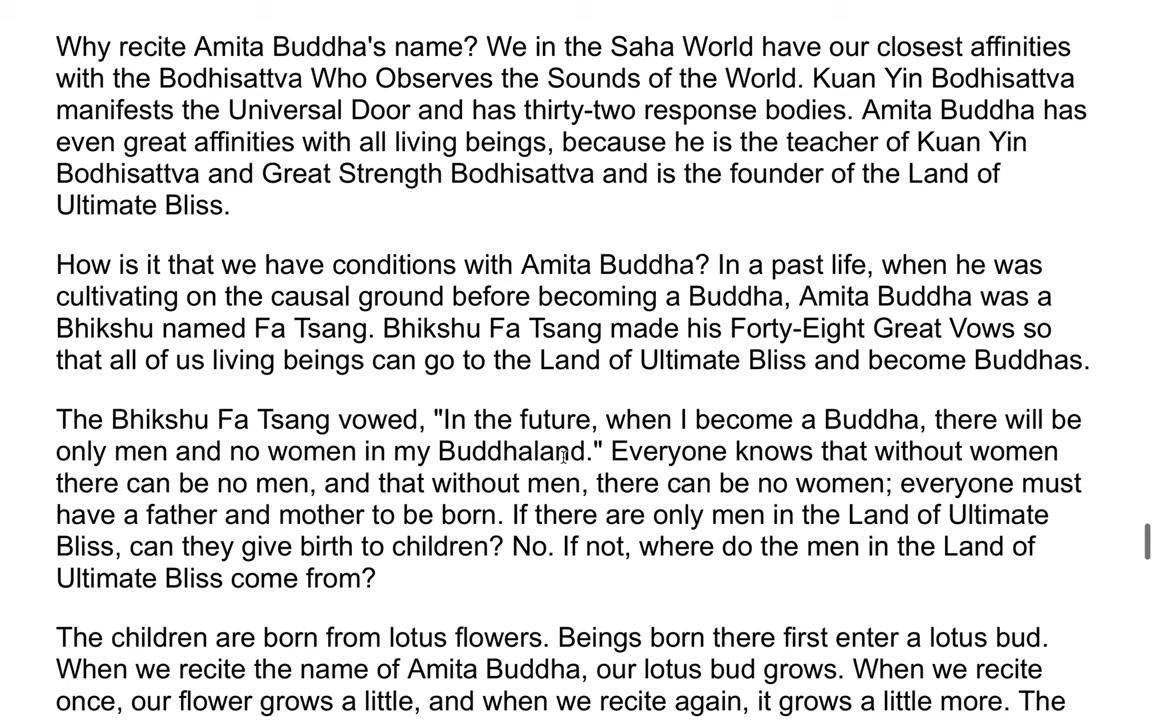 Why recite Amita Buddha's name? We in the Saha World have our closest affinities
with the Bodhisattva Who Observes the Sounds of the World. Kuan Yin Bodhisattva
manifests the Universal Door and has thirty-two response bodies. Amita Buddha has
even great affinities with all living beings, because he is the teacher of Kuan Yin
Bodhisattva and Great Strength Bodhisattva and is the founder of the Land of
Ultimate Bliss.
How is it that we have conditions with Amita Buddha? In a past life, when he was
cultivating on the causal ground before becoming a Buddha, Amita Buddha was a
Bhikshu named Fa Tsang. Bhikshu Fa Tsang made his Forty-Eight Great Vows so
that all of us living beings can go to the Land of Ultimate Bliss and become Buddhas.
The Bhikshu Fa Tsang vowed, "In the future, when I become a Buddha, there will be
only men and no women in my Buddhaland." Everyone knows that without women
there can be no men, and that without men, there can be no women; everyone must
have a father and mother to be born. If there are only men in the Land of Ultimate
Bliss, can they give birth to children? No. If not, where do the men in the Land of
Ultimate Bliss come from?
The children are born from lotus flowers. Beings born there first enter a lotus bud.
When we recite the name of Amita Buddha, our lotus bud grows. When we recite
once, our flower grows a little, and when we recite again, it grows a little more. The